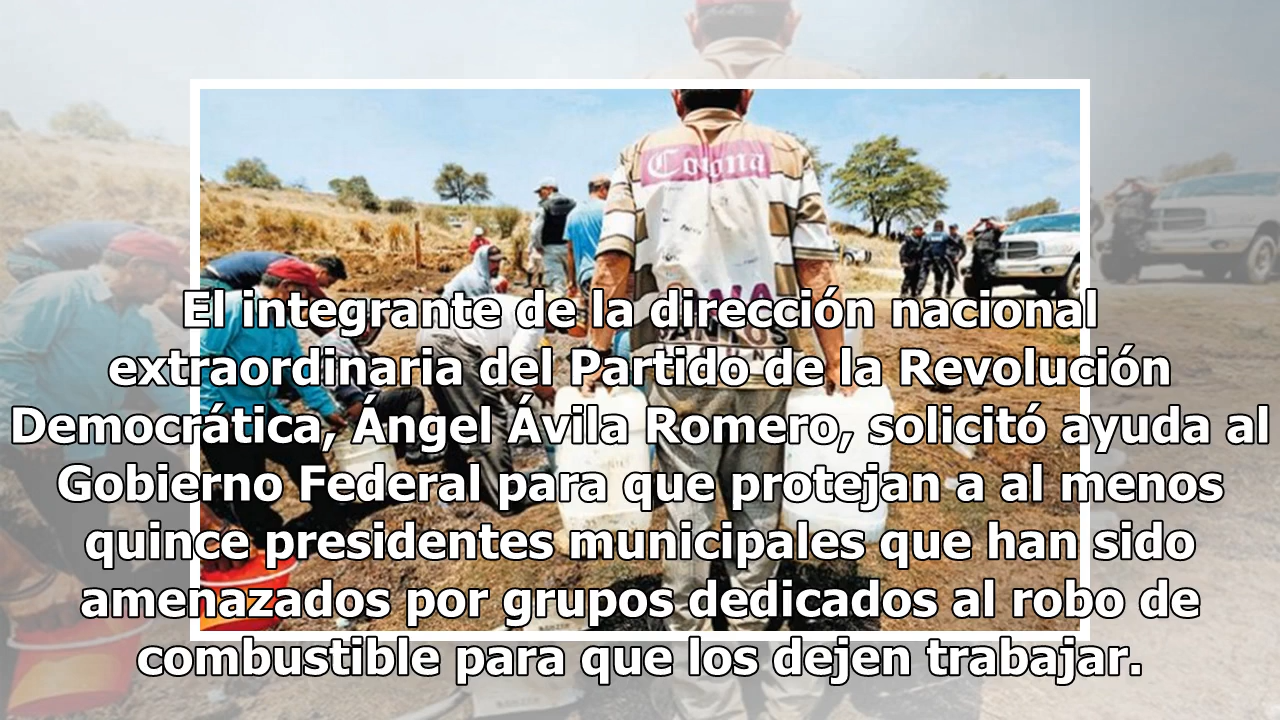 Corona
El integrante de la dirección nacional
extraordinaria del Partido de la Revolución
Democrática, Ángel Ávila Romero, solicitó ayuda al
Gobierno Federal para que protejan a al menos
quince presidentes municipales que han sido
amenazados por grupos dedicados al robo de
combustible para que los dejen trabajar.